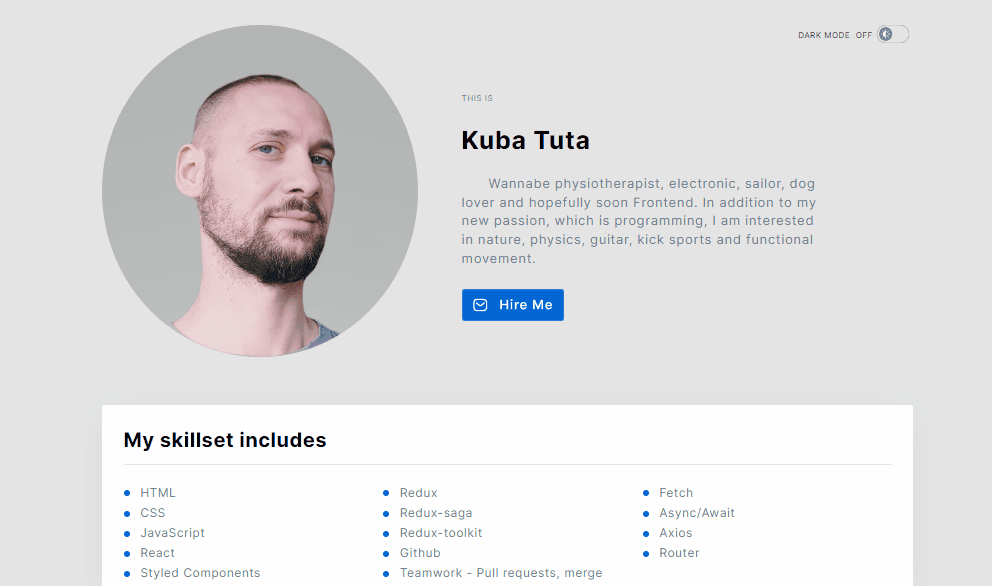 DARK MODE OFF
THIS IS
Kuba Tuta
Wannabe physiotherapist, electronic, sailor, dog
lover and hopefully soon Frontend. In addition to my
new passion, which is programming, I am interested
in nature, physics, guitar, kick sports and functional
movement.
Hire Me
My skillset includes
HTML
CSS
JavaScript
React
Styled Components
Redux
Redux-saga
Redux-toolkit
Github
Teamwork - Pull requests, merge
Fetch
Async/Await
Axios
Router